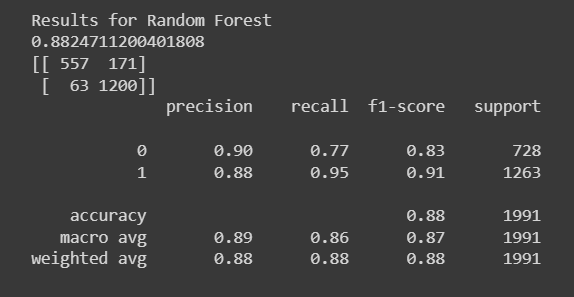 Results for Random Forest
0.8824711200401808
[[ 557  171]
 [  63 1200]]
              precision    recall  f1-score   support

           0       0.90      0.77      0.83       728
           1       0.88      0.95      0.91      1263

    accuracy                           0.88      1991
   macro avg       0.89      0.86      0.87      1991
weighted avg       0.88      0.88      0.88      1991